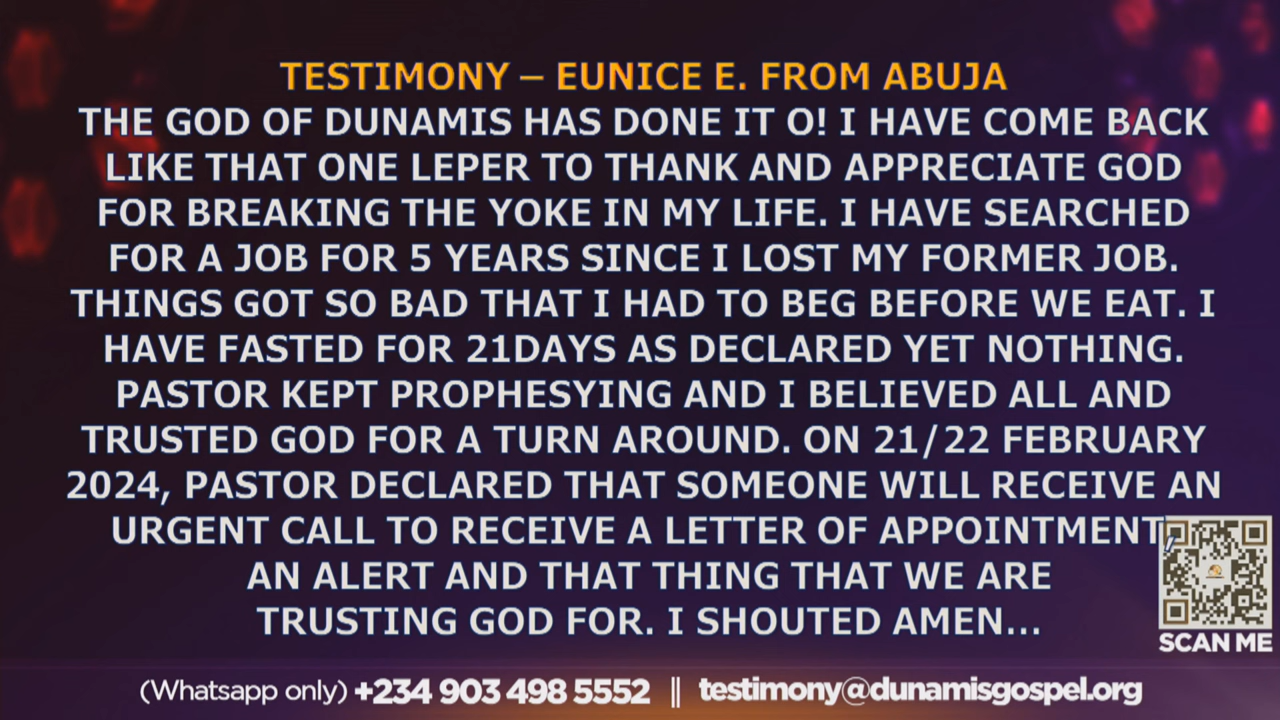 TESTIMONY – EUNICE E. FROM ABUJA
THE GOD OF DUNAMIS HAS DONE IT O! I HAVE COME BACK
LIKE THAT ONE LEPER TO THANK AND APPRECIATE GOD
FOR BREAKING THE YOKE IN MY LIFE. I HAVE SEARCHED
FOR A JOB FOR 5 YEARS SINCE I LOST MY FORMER JOB.
THINGS GOT SO BAD THAT I HAD TO BEG BEFORE WE EAT. I
HAVE FASTED FOR 21DAYS AS DECLARED YET NOTHING.
PASTOR KEPT PROPHESYING AND I BELIEVED ALL AND
TRUSTED GOD FOR A TURN AROUND. ON 21/22 FEBRUARY
2024, PASTOR DECLARED THAT SOMEONE WILL RECEIVE AN
URGENT CALL TO RECEIVE A LETTER OF APPOINTMENT,
AN ALERT AND THAT THING THAT WE ARE
TRUSTING GOD FOR. I SHOUTED AMEN...
SCAN ME
(Whatsapp only) +234 903 498 5552 || testimony@dunamisgospel.org